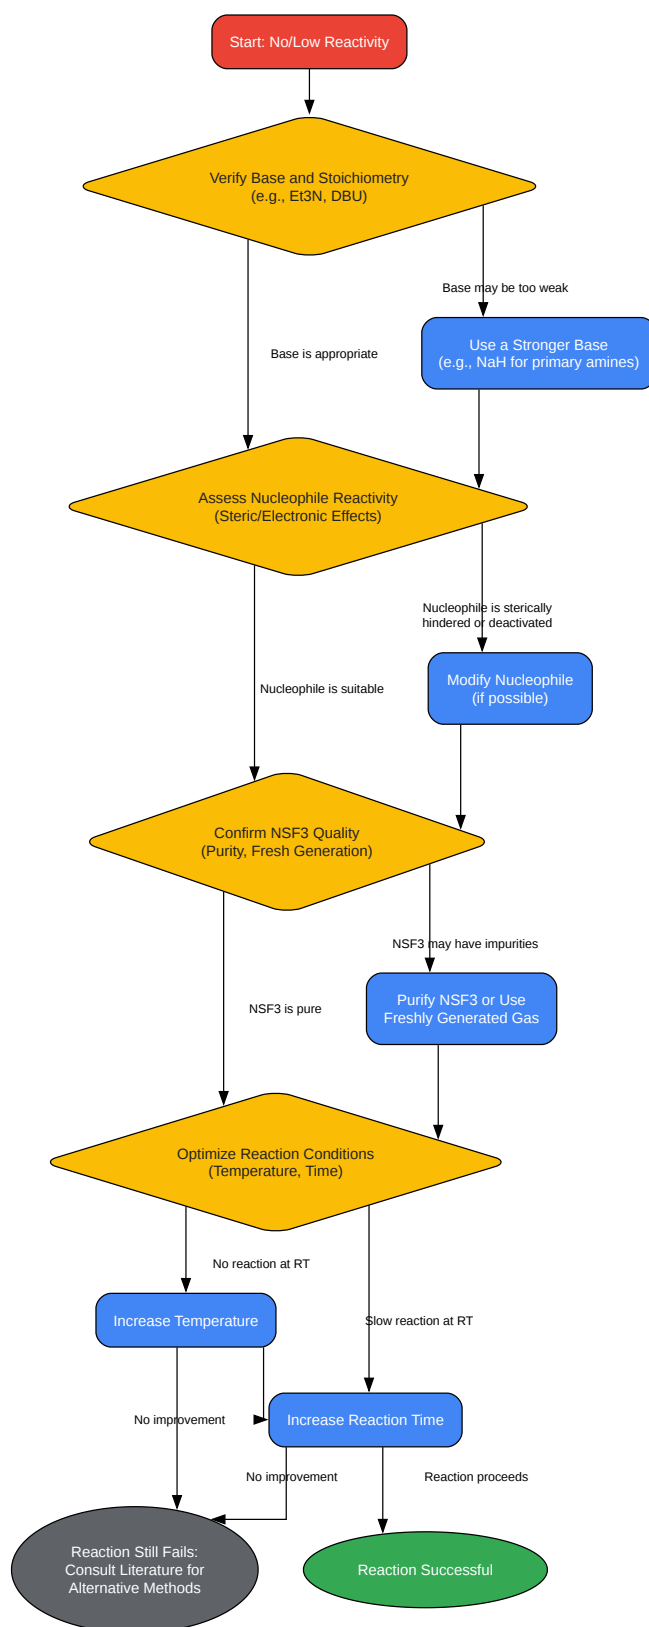 Start: No/Low Reactivity
Verify Base and Stoichiometry
(e.g., Et3N, DBU)
Base may be too weak
Use a Stronger Base
(e.g., NaH for primary amines)
Base is appropriate
Assess Nucleophile Reactivity
(Steric/Electronic Effects)
Nucleophile is sterically
hindered or deactivated
Modify Nucleophile
(if possible)
Nucleophile is suitable
Confirm NSF3 Quality
(Purity, Fresh Generation)
NSF3 may have impurities
Purify NSF3 or Use
Freshly Generated Gas
NSF3 is pure
Optimize Reaction Conditions
(Temperature, Time)
No reaction at RT
Increase Temperature
Slow reaction at RT
No improvement
Increase Reaction Time
No improvement
Reaction proceeds
Reaction Still Fails:
Consult Literature for
Alternative Methods
Reaction Successful